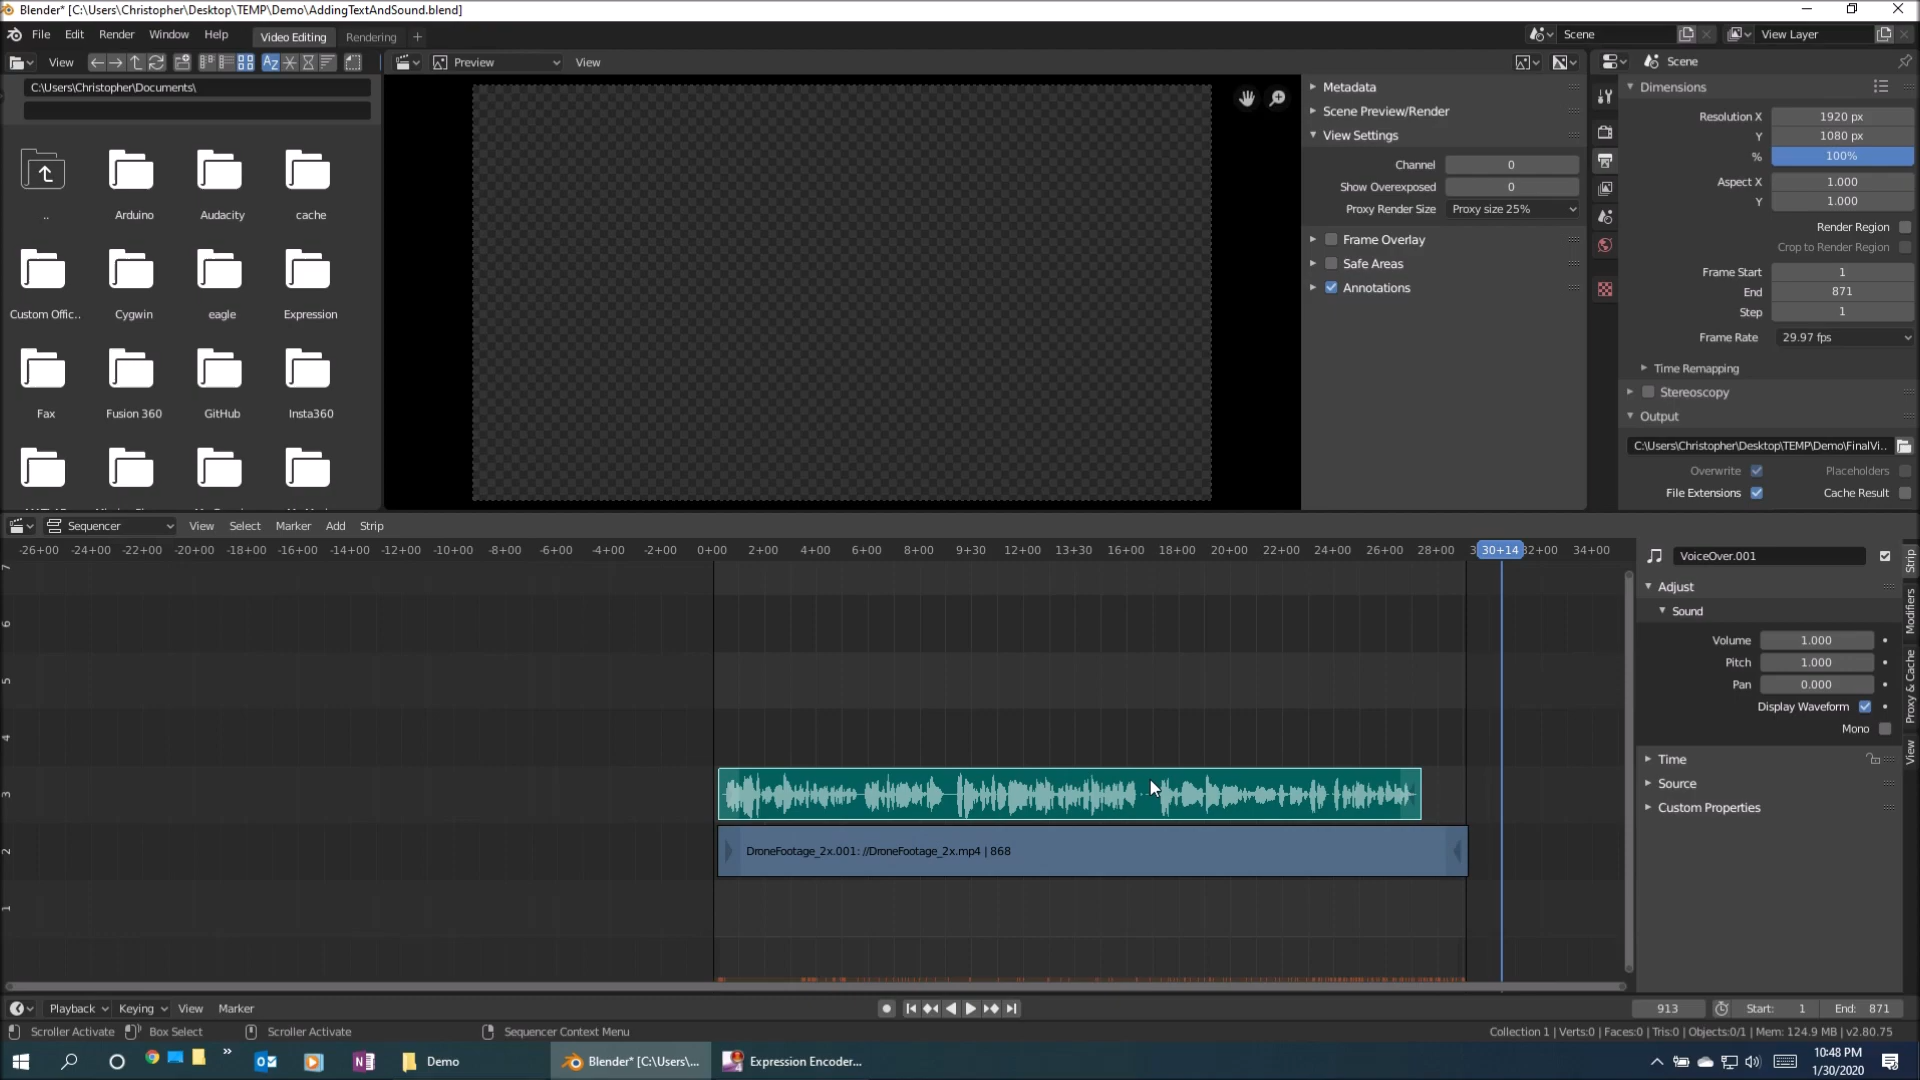 Blender* [C:\Users\Christopher\Desktop\TEMP\Demo\AddingTextAndSound.blend]
File Edit Render Window Help Video Editing Rendering + Scene View Layer
View Preview View Scene
C:\Users\Christopher\Documents\
.. Arduino Audacity cache
Custom Offic.. Cygwin eagle Expression
Fax Fusion 360 GitHub Insta360
Metadata
Scene Preview/Render
View Settings
Channel 0
Show Overexposed 0
Proxy Render Size Proxy size 25%
Frame Overlay
Safe Areas
Annotations
Dimensions
Resolution X 1920 px
Y 1080 px
% 100%
Aspect X 1.000
Y 1.000
Render Region
Crop to Render Region
Frame Start 1
End 871
Step 1
Frame Rate 29.97 fps
Time Remapping
Stereoscopy
Output
C:\Users\Christopher\Desktop\TEMP\Demo\FinalVi..
Overwrite Placeholders
File Extensions Cache Result
Sequencer View Select Marker Add Strip
-26+00 -24+00 -22+00 -20+00 -18+00 -16+00 -14+00 -12+00 -10+00 -8+00 -6+00 -4+00 -2+00 0+00 2+00 4+00 6+00 8+00 9+30 12+00 13+30 16+00 18+00 20+00 22+00 24+00 26+00 28+00 30+14 32+00 34+00
7
6
5
4
3
2
1
DroneFootage_2x.001: //DroneFootage_2x.mp4 | 868
VoiceOver.001
Adjust
Sound
Volume 1.000
Pitch 1.000
Pan 0.000
Display Waveform
Mono
Time
Source
Custom Properties
Strip
Modifiers
Proxy & Cache
View
Playback Keying View Marker 913 Start: 1 End: 871
Scroller Activate Box Select Scroller Activate Sequencer Context Menu Collection 1 | Verts:0 | Faces:0 | Tris:0 | Objects:0/1 | Mem: 124.9 MB | v2.80.75
Demo Blender* [C:\Users\... Expression Encoder...
10:48 PM
1/30/2020